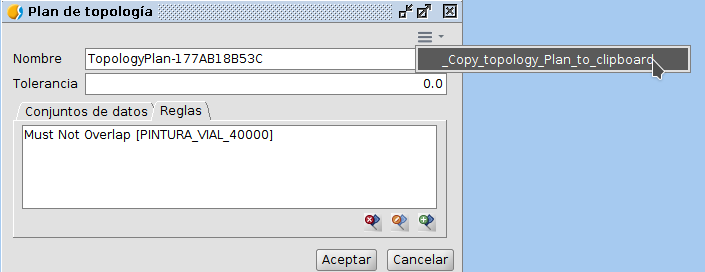 Plan de topología
Nombre TopologyPlan-177AB18B53C
_Copy_topology_Plan_to_clipboard
Tolerancia 0.0
Conjuntos de datos Reglas
Must Not Overlap [PINTURA_VIAL_40000]
Aceptar Cancelar